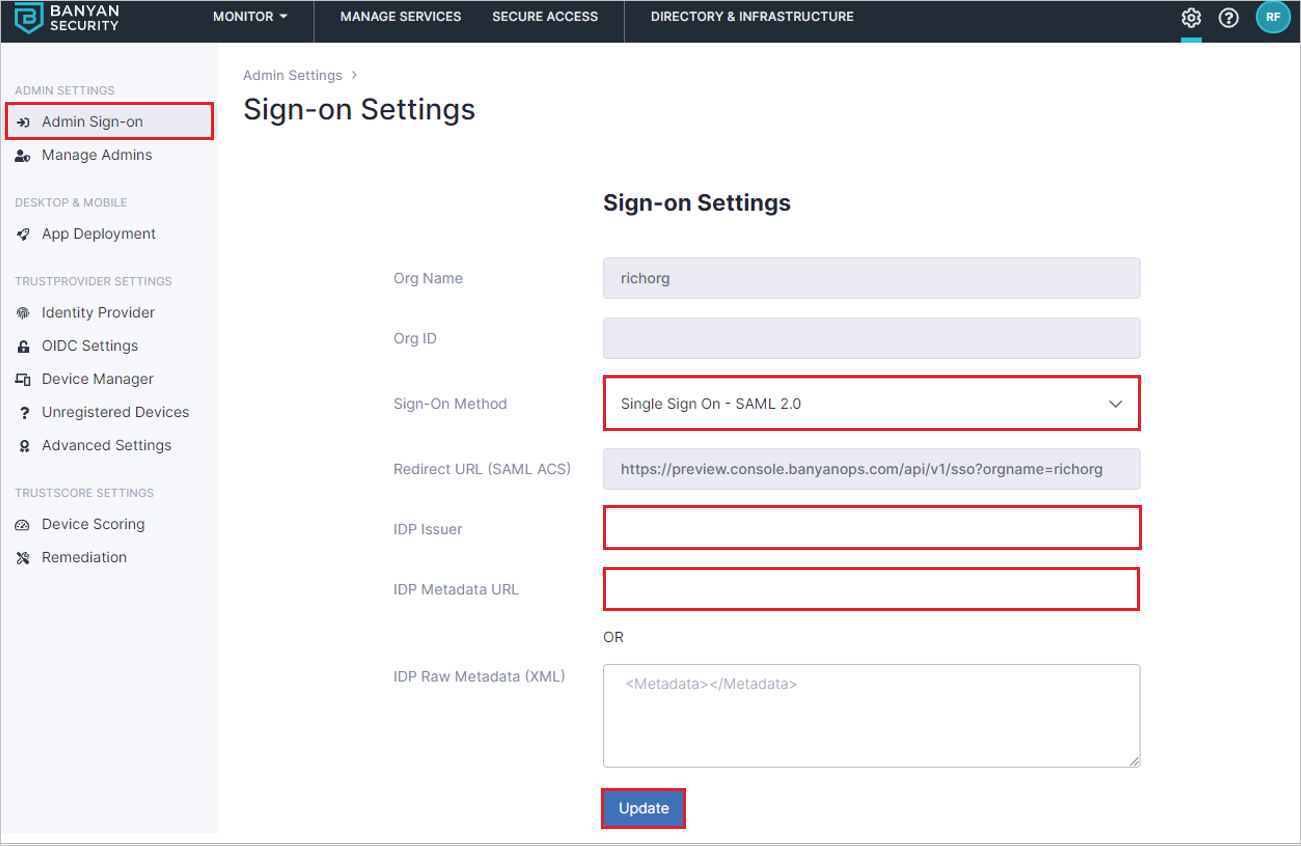 BANYAN
SECURITY
MONITOR
MANAGE SERVICES
SECURE ACCESS
DIRECTORY & INFRASTRUCTURE
?
RF
ADMIN SETTINGS
Admin Sign-on
Manage Admins
DESKTOP & MOBILE
App Deployment
TRUSTPROVIDER SETTINGS
Identity Provider
OIDC Settings
Device Manager
? Unregistered Devices
Advanced Settings
TRUSTSCORE SETTINGS
Device Scoring
Remediation
Admin Settings >
Sign-on Settings
Sign-on Settings
Org Name
richorg
Org ID
Sign-On Method
Single Sign On - SAML 2.0
Redirect URL (SAML ACS)
https://preview.console.banyanops.com/api/v1/sso?orgname=richorg
IDP Issuer
IDP Metadata URL
OR
IDP Raw Metadata (XML)
<Metadata></Metadata>
Update